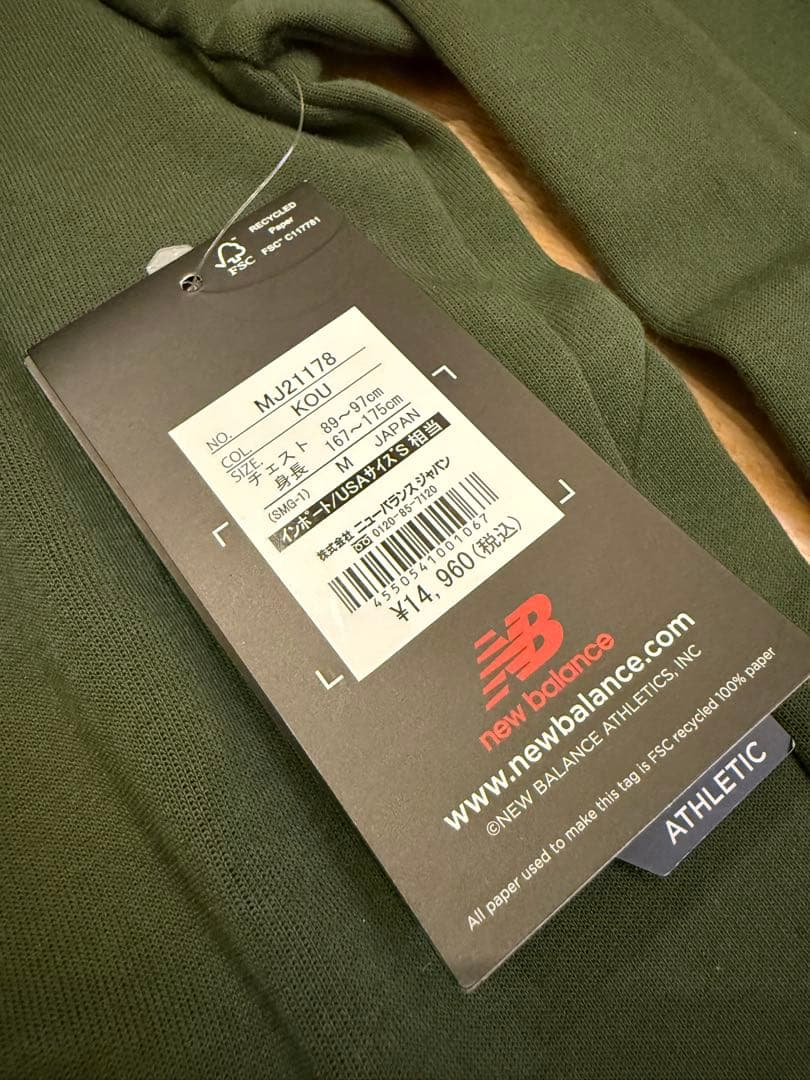 RECYCLED
Paper
FSC™ C117781
FSC
NO. MJ21178
COL. KOU
SIZE.
チェスト 89～97cm
身長 167～175cm
(SMG-1) M JAPAN
インポート/USAサイズS 相当
株式会社 ニューバランス ジャパン
0120-85-7120
4550541001067
¥14,960(税込)
NB
new balance
www.newbalance.com
©NEW BALANCE ATHLETICS, INC
All paper used to make this tag is FSC recycled 100% paper
ATHLETIC